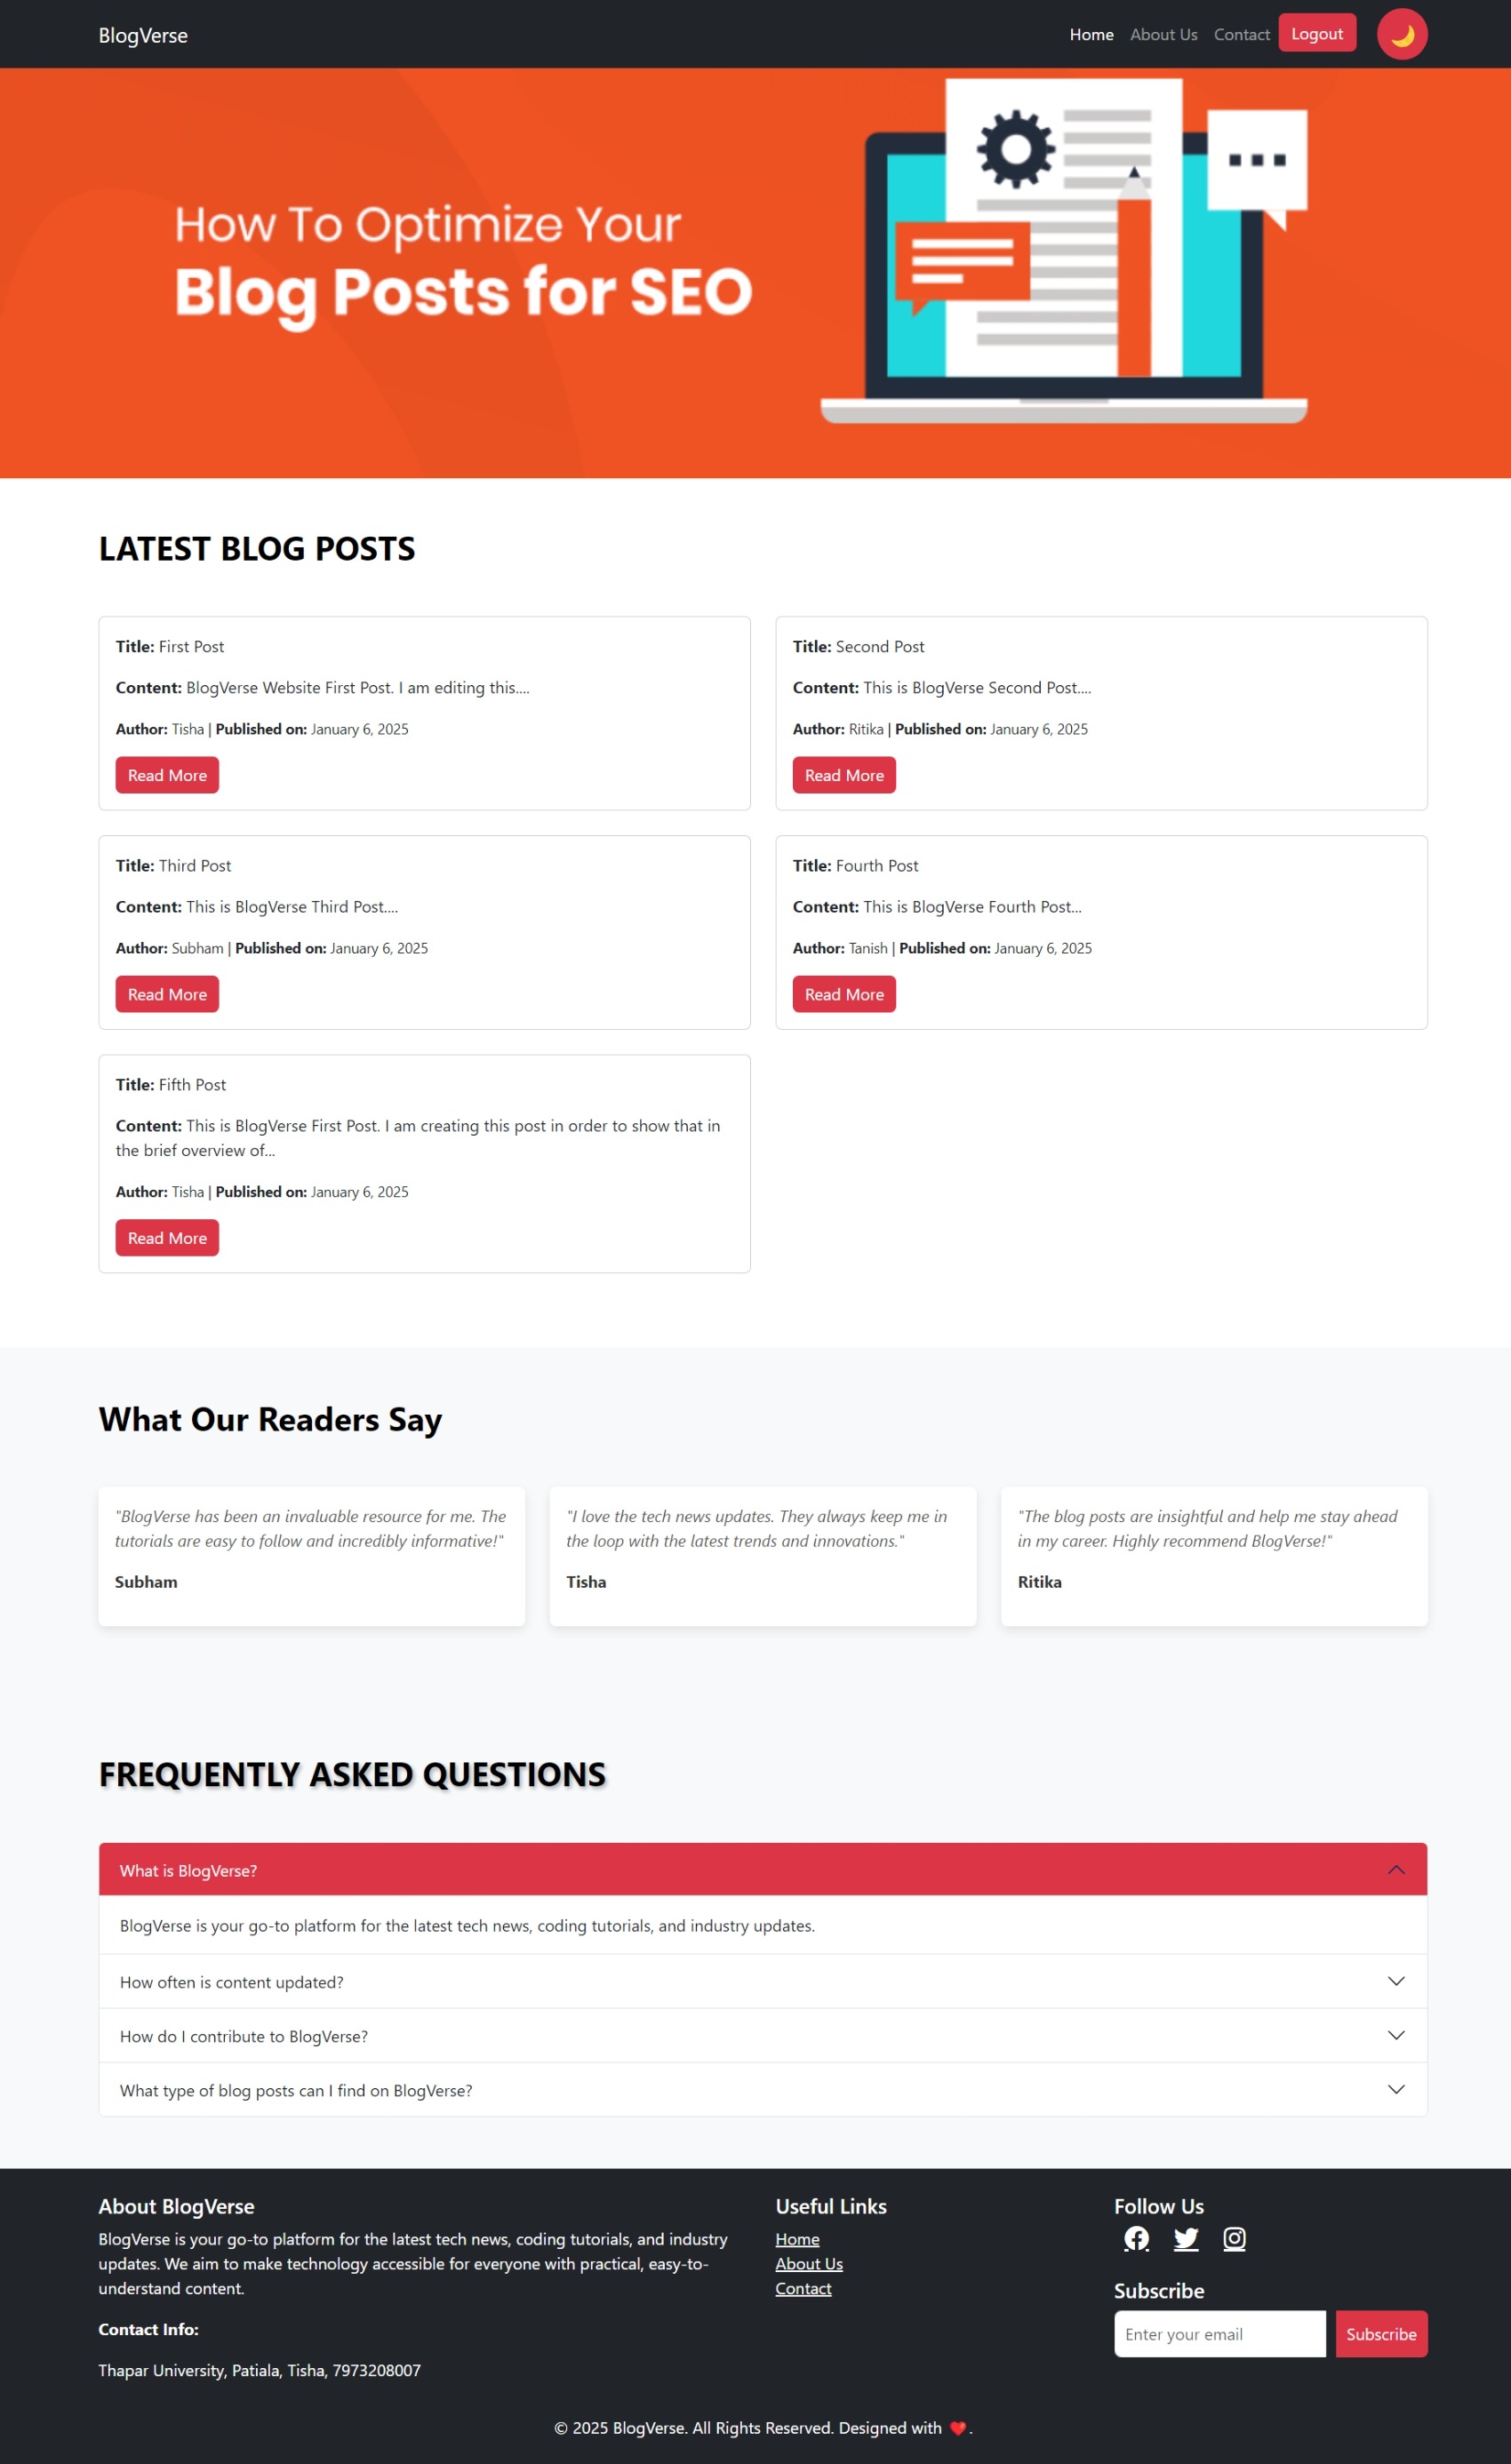 BlogVerse
Home About Us Contact Logout
How To Optimize Your
Blog Posts for SEO
LATEST BLOG POSTS
Title: First Post
Content: BlogVerse Website First Post. I am editing this....
Author: Tisha | Published on: January 6, 2025
Read More
Title: Second Post
Content: This is BlogVerse Second Post....
Author: Ritika | Published on: January 6, 2025
Read More
Title: Third Post
Content: This is BlogVerse Third Post....
Author: Subham | Published on: January 6, 2025
Read More
Title: Fourth Post
Content: This is BlogVerse Fourth Post...
Author: Tanish | Published on: January 6, 2025
Read More
Title: Fifth Post
Content: This is BlogVerse First Post. I am creating this post in order to show that in
the brief overview of...
Author: Tisha | Published on: January 6, 2025
Read More
What Our Readers Say
"BlogVerse has been an invaluable resource for me. The
tutorials are easy to follow and incredibly informative!"
Subham
"I love the tech news updates. They always keep me in
the loop with the latest trends and innovations."
Tisha
"The blog posts are insightful and help me stay ahead
in my career. Highly recommend BlogVerse!"
Ritika
FREQUENTLY ASKED QUESTIONS
What is BlogVerse?
BlogVerse is your go-to platform for the latest tech news, coding tutorials, and industry updates.
How often is content updated?
How do I contribute to BlogVerse?
What type of blog posts can I find on BlogVerse?
About BlogVerse
BlogVerse is your go-to platform for the latest tech news, coding tutorials, and industry
updates. We aim to make technology accessible for everyone with practical, easy-to-
understand content.
Contact Info:
Thapar University, Patiala, Tisha, 7973208007
Useful Links
Home
About Us
Contact
Follow Us
Subscribe
Enter your email
Subscribe
© 2025 BlogVerse. All Rights Reserved. Designed with ❤️.